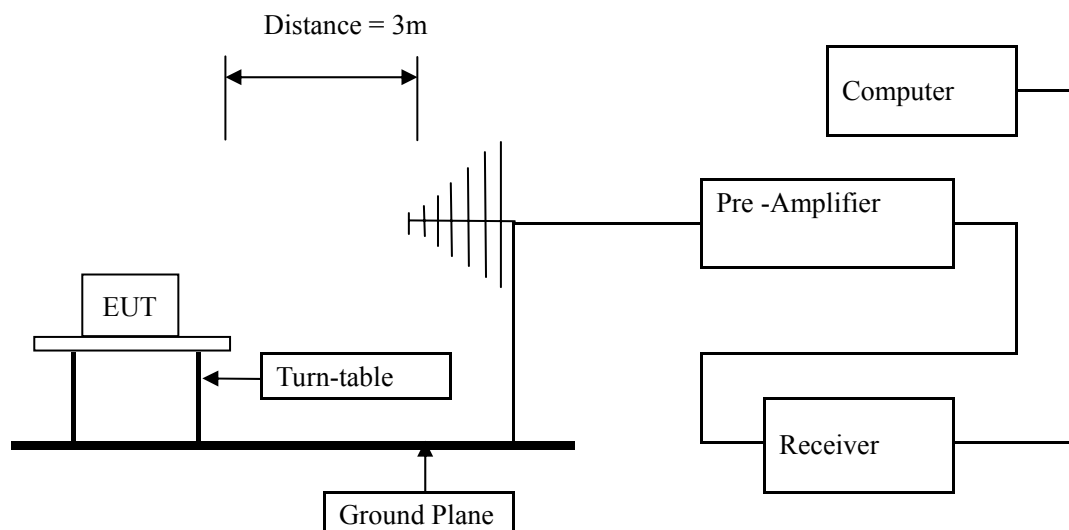 Distance = 3m
Computer
Pre -Amplifier
EUT
Turn-table
Receiver
Ground Plane